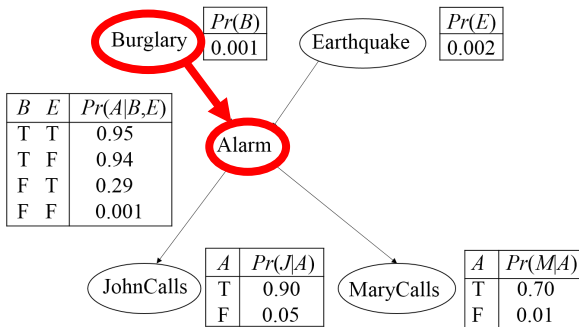 Burglary
Pr(B)
0.001
Earthquake
Pr(E)
0.002
B E Pr(A|B,E)
T T 0.95
T F 0.94
F T 0.29
F F 0.001
Alarm
JohnCalls
A Pr(J|A)
T 0.90
F 0.05
MaryCalls
A Pr(M|A)
T 0.70
F 0.01